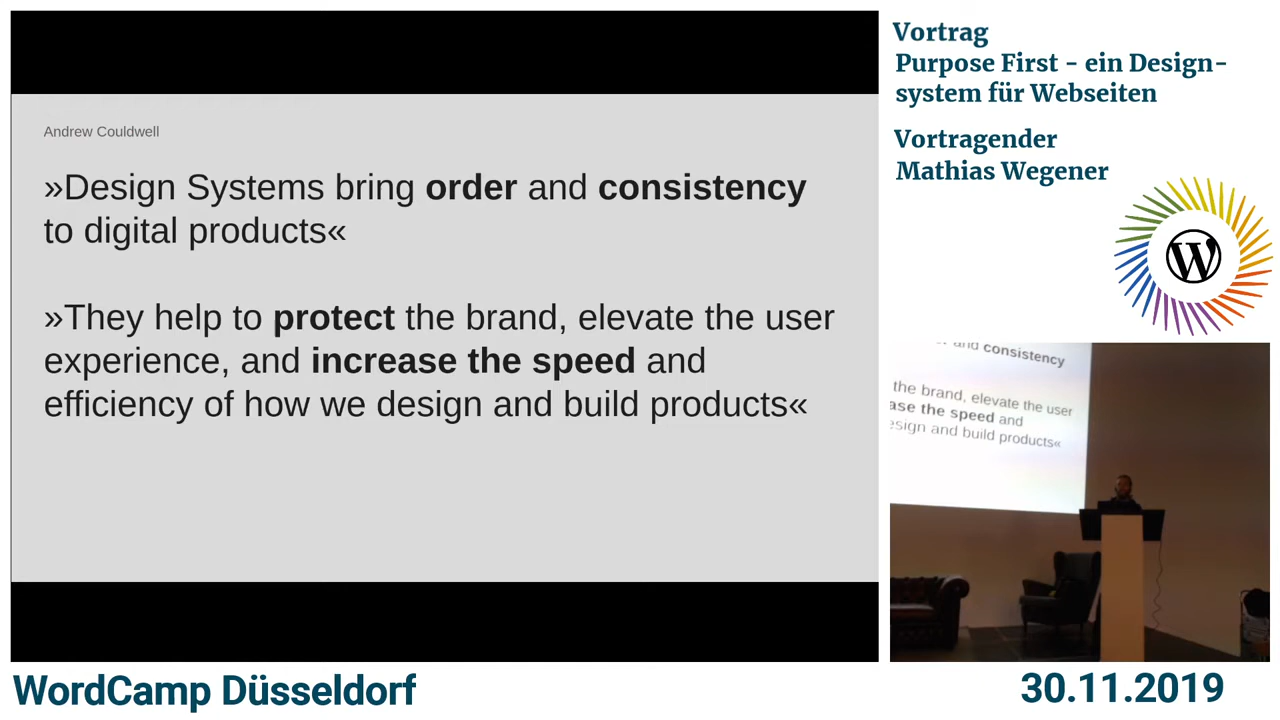 Andrew Couldwell
»Design Systems bring order and consistency
to digital products«
»They help to protect the brand, elevate the user
experience, and increase the speed and
efficiency of how we design and build products«
Vortrag
Purpose First - ein Design-
system für Webseiten
Vortragender
Mathias Wegener
and consistency
the brand, elevate the user
ase the speed and
esign and build products«
WordCamp Düsseldorf
30.11.2019